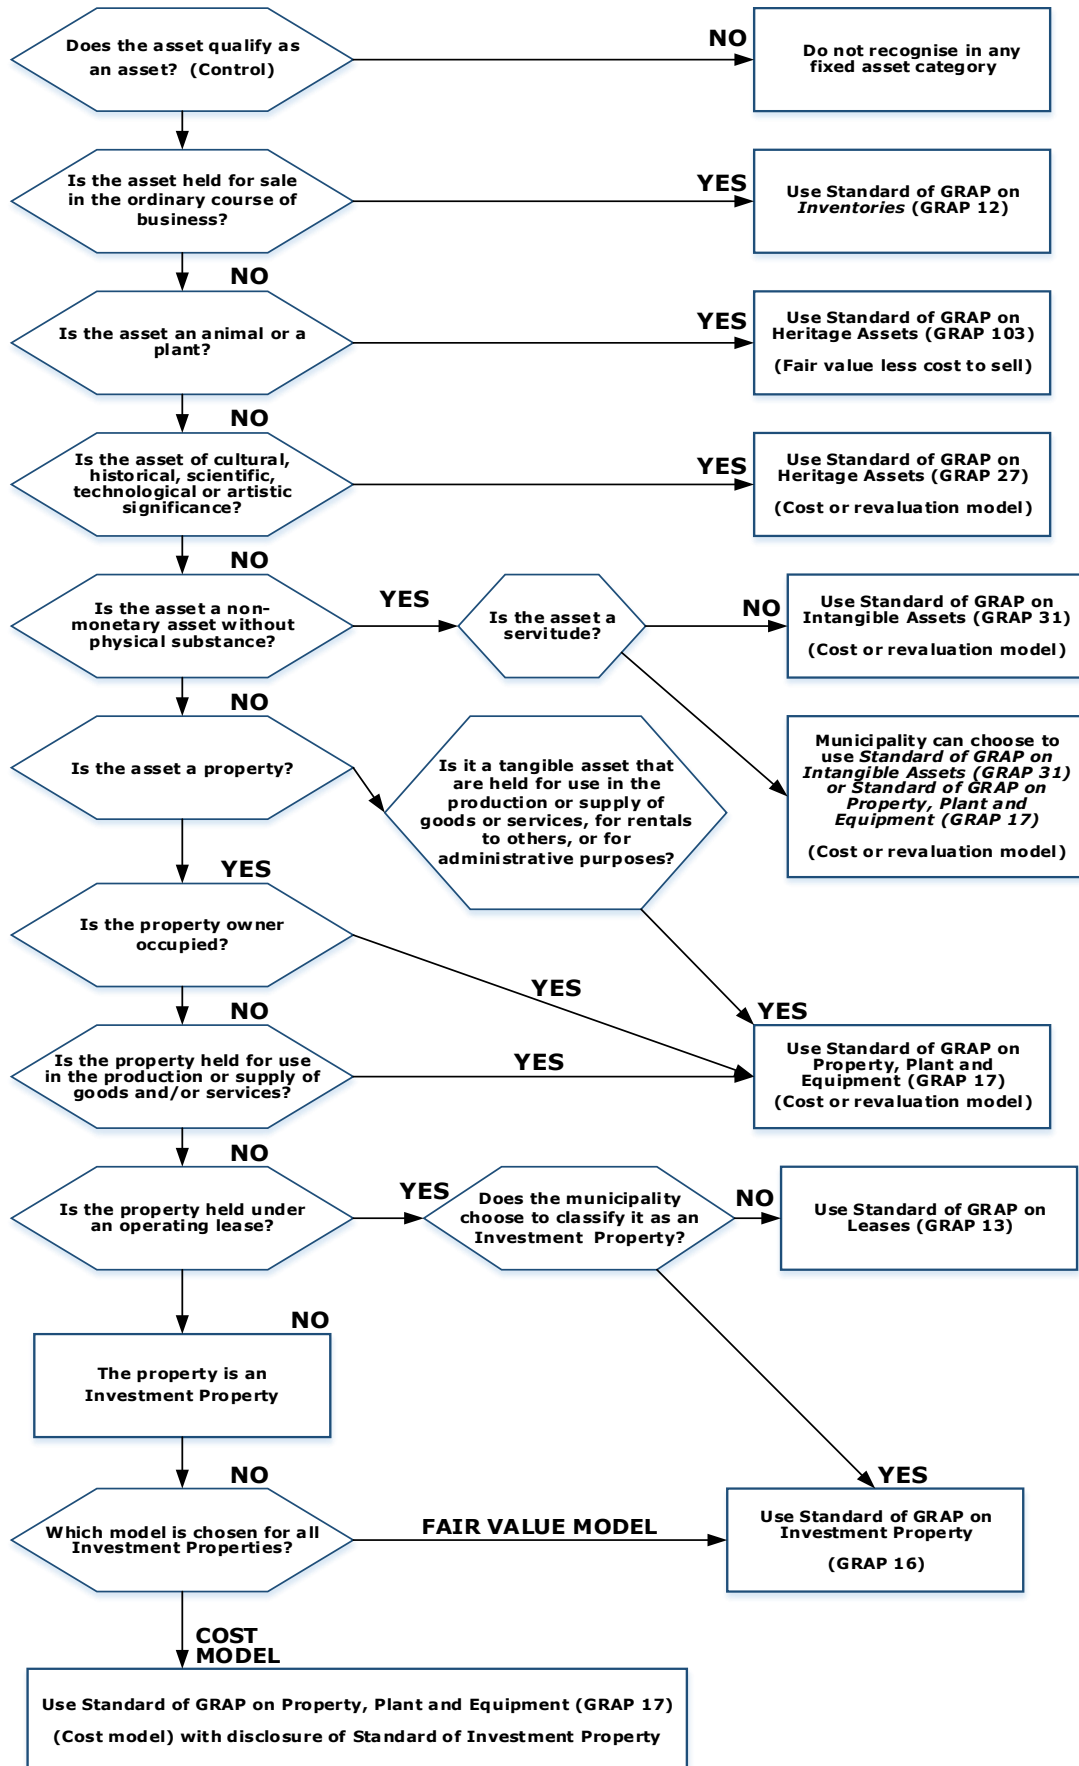 Does the asset qualify as
an asset?  (Control)
NO
Do not recognise in any
fixed asset category
Is the asset held for sale
in the ordinary course of
business?
YES
Use Standard of GRAP on
Inventories (GRAP 12)
NO
Is the asset an animal or a
plant?
YES
Use Standard of GRAP on
Heritage Assets (GRAP 103)
(Fair value less cost to sell)
NO
Is the asset of cultural,
historical, scientific,
technological or artistic
significance?
YES
Use Standard of GRAP on
Heritage Assets (GRAP 27)
(Cost or revaluation model)
NO
Is the asset a non-
monetary asset without
physical substance?
YES
Is the asset a
servitude?
NO
Use Standard of GRAP on
Intangible Assets (GRAP 31)
(Cost or revaluation model)
NO
Is the asset a property?
Is it a tangible asset that
are held for use in the
production or supply of
goods or services, for rentals
to others, or for
administrative purposes?
Municipality can choose to
use Standard of GRAP on
Intangible Assets (GRAP 31)
or Standard of GRAP on
Property, Plant and
Equipment (GRAP 17)
(Cost or revaluation model)
YES
Is the property owner
occupied?
YES
NO
YES
Is the property held for use
in the production or supply of
goods and/or services?
YES
Use Standard of GRAP on
Property, Plant and
Equipment (GRAP 17)
(Cost or revaluation model)
NO
Is the property held under
an operating lease?
YES
Does the municipality
choose to classify it as an
Investment  Property?
NO
Use Standard of GRAP on
Leases (GRAP 13)
NO
The property is an
Investment Property
NO
YES
Which model is chosen for all
Investment Properties?
FAIR VALUE MODEL
Use Standard of GRAP on
Investment Property
(GRAP 16)
COST
MODEL
Use Standard of GRAP on Property, Plant and Equipment (GRAP 17)
(Cost model) with disclosure of Standard of Investment Property